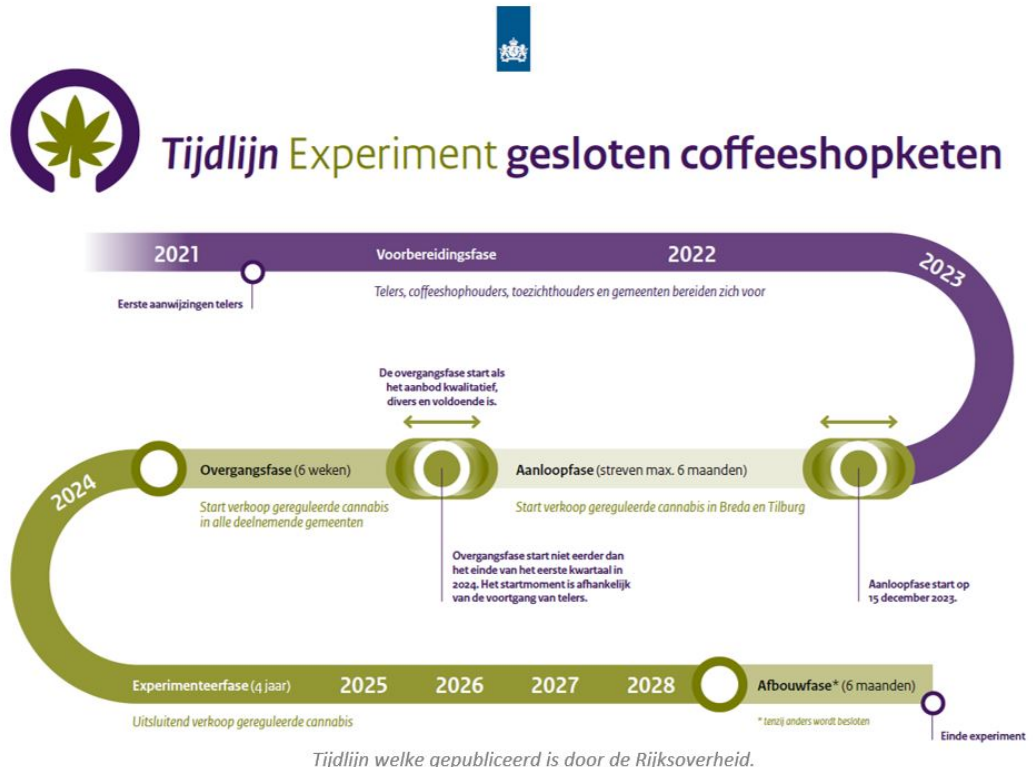 Tijdlijn Experiment gesloten coffeeshopketen
2021
Voorbereidingsfase
2022
2023
Eerste aanwijzingen telers
Telers, coffeeshophouders, toezichthouders en gemeenten bereiden zich voor
De overgangsfase start als
het aanbod kwalitatief,
divers en voldoende is.
2024
Overgangsfase (6 weken)
Aanloopfase (streven max. 6 maanden)
Start verkoop gereguleerde cannabis
in alle deelnemende gemeenten
Start verkoop gereguleerde cannabis in Breda en Tilburg
Overgangsfase start niet eerder dan
het einde van het eerste kwartaal in
2024. Het startmoment is afhankelijk
van de voortgang van telers.
Aanloopfase start op
15 december 2023.
Experimenteerfase (4 jaar)
2025
2026
2027
2028
Afbouwfase* (6 maanden)
Uitsluitend verkoop gereguleerde cannabis
* tenzij anders wordt besloten
Einde experiment
Tijdlijn welke gepubliceerd is door de Rijksoverheid.